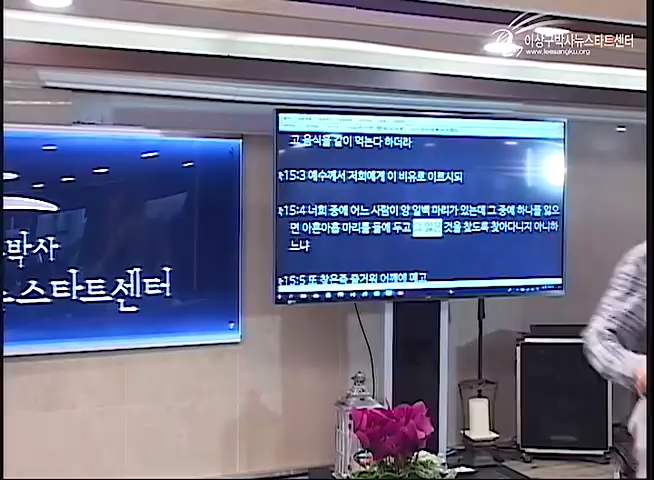 이상구박사뉴스타트센터
www.leesangku.org
고 음식을 같이 먹는다 하더라
15:3 예수께서 저희에게 이 비유로 이르시되
15:4 너희 중에 어느 사람이 양 일백 마리가 있는데 그 중에 하나를 잃으
면 아흔아홉 마리를 들에 두고 것을 찾도록 찾아다니지 아니하
느냐
15:5 또 찾은즉 즐거워 어깨에 메고
박사
뉴스타트센터